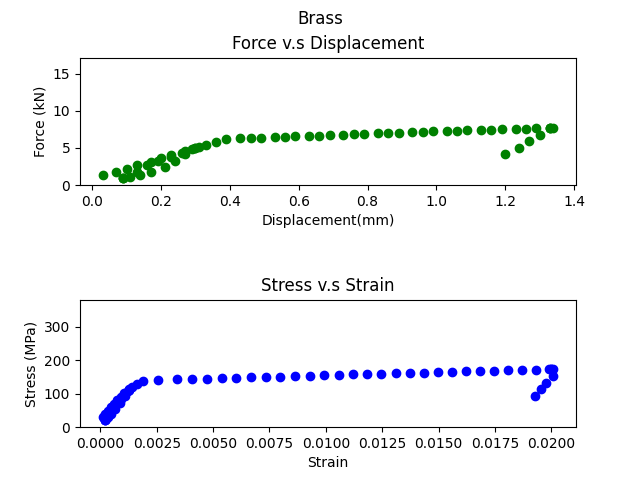 Brass
Force v.s Displacement
15
10
5
0
Force (kN)
0.0 0.2 0.4 0.6 0.8 1.0 1.2 1.4
Displacement(mm)
Stress v.s Strain
300
200
100
0
Stress (MPa)
0.0000 0.0025 0.0050 0.0075 0.0100 0.0125 0.0150 0.0175 0.0200
Strain